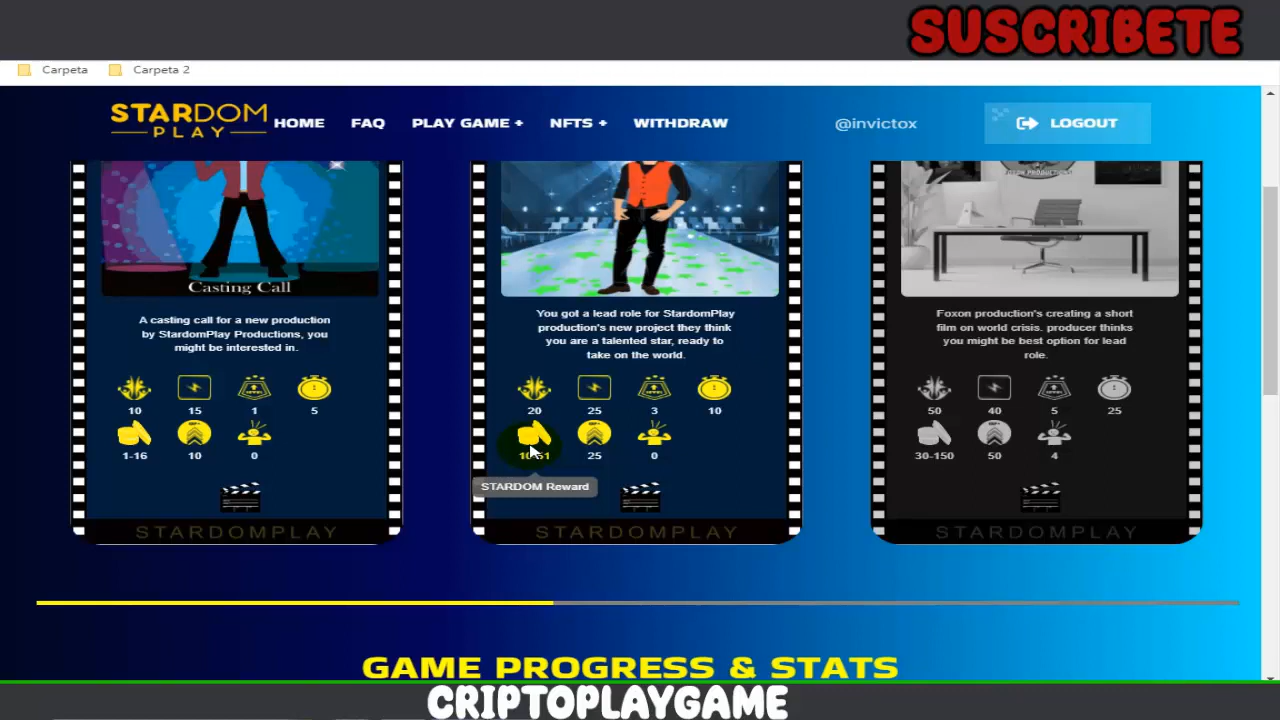 SUSCRIBETE
Carpeta
Carpeta 2
STARDOM
PLAY
HOME
FAQ
PLAY GAME +
NFTS +
WITHDRAW
@invictox
LOGOUT
Casting Call
A casting call for a new production
by StardomPlay Productions, you
might be interested in.
10 15 1 5
1-16 10 0
STARDOMPLAY
You got a lead role for StardomPlay
production's new project they think
you are a talented star, ready to
take on the world.
20 25 3 10
25 0
STARDOM Reward
STARDOMPLAY
Foxon production's creating a short
film on world crisis. producer thinks
you might be best option for lead
role.
50 40 5 25
30-150 50 4
STARDOMPLAY
GAME PROGRESS & STATS
CRIPTOPLAYGAME